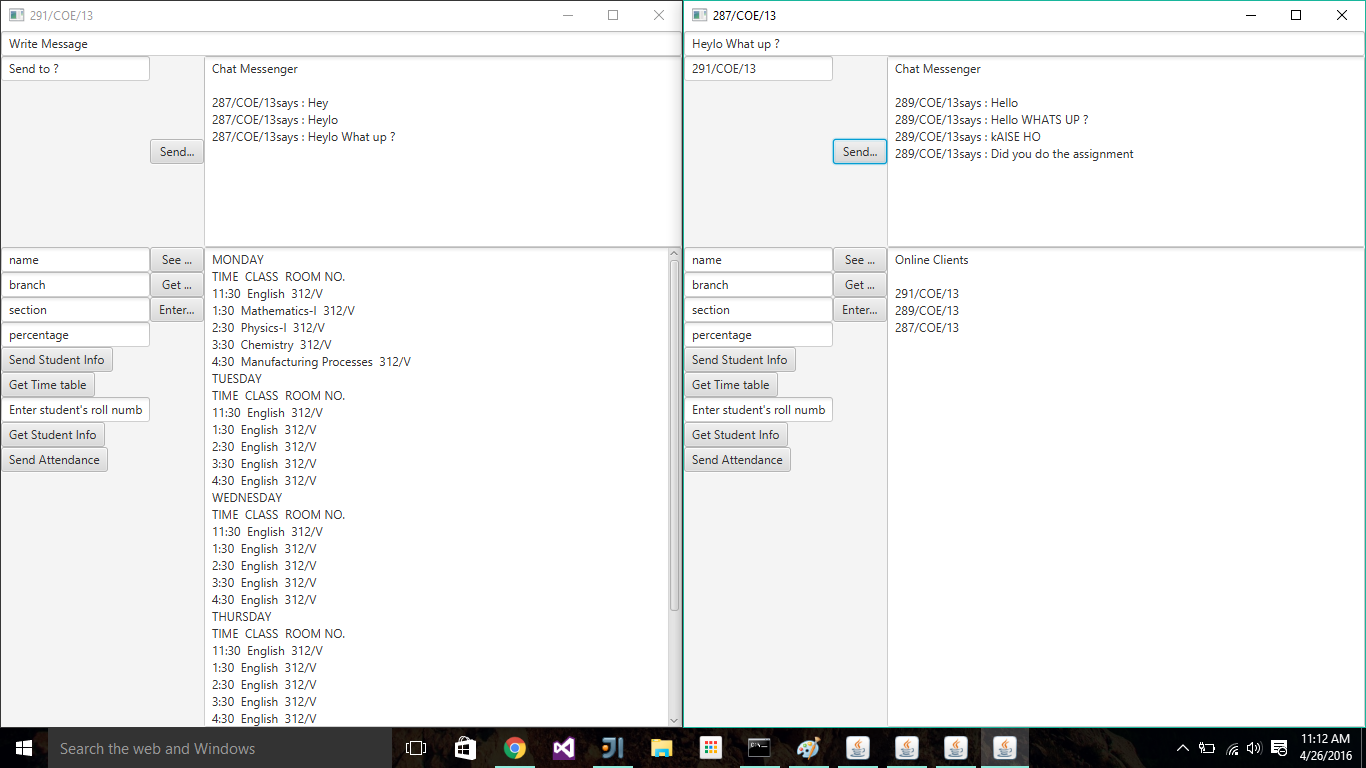 291/COE/13
Write Message
Send to ?
Send...
Chat Messenger
287/COE/13says : Hey
287/COE/13says : Heylo
287/COE/13says : Heylo What up ?
name
See ...
branch
Get ...
section
Enter...
percentage
Send Student Info
Get Time table
Enter student's roll numb
Get Student Info
Send Attendance
MONDAY
TIME  CLASS  ROOM NO.
11:30  English  312/V
1:30  Mathematics-I  312/V
2:30  Physics-I  312/V
3:30  Chemistry  312/V
4:30  Manufacturing Processes  312/V
TUESDAY
TIME  CLASS  ROOM NO.
11:30  English  312/V
1:30  English  312/V
2:30  English  312/V
3:30  English  312/V
4:30  English  312/V
WEDNESDAY
TIME  CLASS  ROOM NO.
11:30  English  312/V
1:30  English  312/V
2:30  English  312/V
3:30  English  312/V
4:30  English  312/V
THURSDAY
TIME  CLASS  ROOM NO.
11:30  English  312/V
1:30  English  312/V
2:30  English  312/V
3:30  English  312/V
4:30  English  312/V
287/COE/13
Heylo What up ?
291/COE/13
Send...
Chat Messenger
289/COE/13says : Hello
289/COE/13says : Hello WHATS UP ?
289/COE/13says : kAISE HO
289/COE/13says : Did you do the assignment
name
See ...
branch
Get ...
section
Enter...
percentage
Send Student Info
Get Time table
Enter student's roll numb
Get Student Info
Send Attendance
Online Clients
291/COE/13
289/COE/13
287/COE/13
Search the web and Windows
11:12 AM
4/26/2016